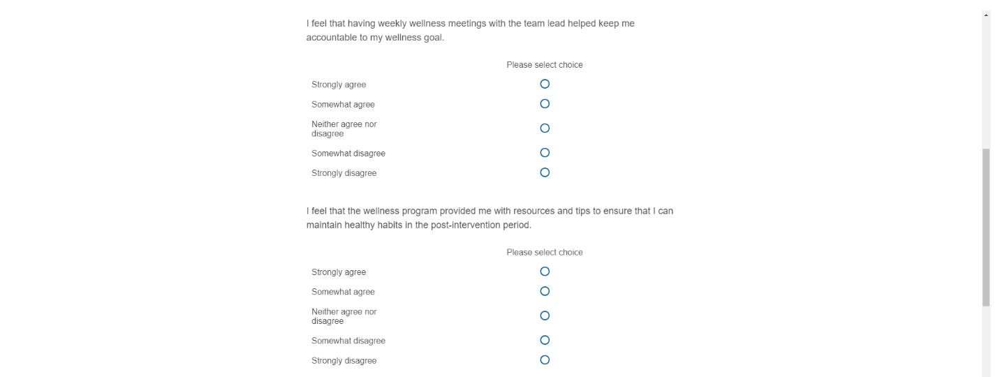 I feel that having weekly wellness meetings with the team lead helped keep me
accountable to my wellness goal.
Please select choice
Strongly agree
Somewhat agree
Neither agree nor
disagree
Somewhat disagree
Strongly disagree
I feel that the wellness program provided me with resources and tips to ensure that I can
maintain healthy habits in the post-intervention period.
Please select choice
Strongly agree
Somewhat agree
Neither agree nor
disagree
Somewhat disagree
Strongly disagree